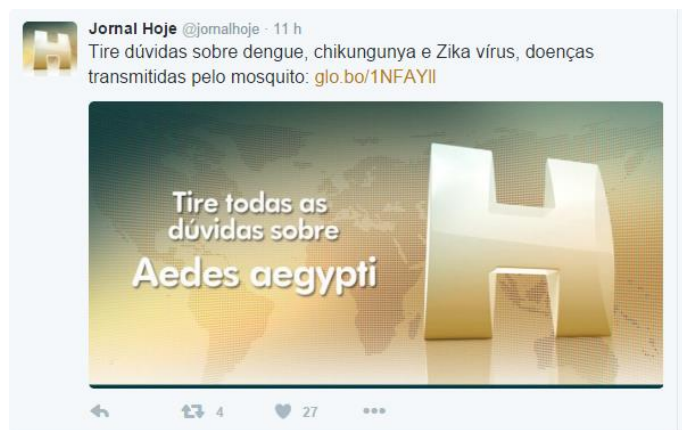 Jornal Hoje @jornalhoje · 11 h
Tire dúvidas sobre dengue, chikungunya e Zika vírus, doenças
transmitidas pelo mosquito: glo.bo/1NFAYlI
H
Tire todas as
dúvidas sobre
Aedes aegypti
H
4 27